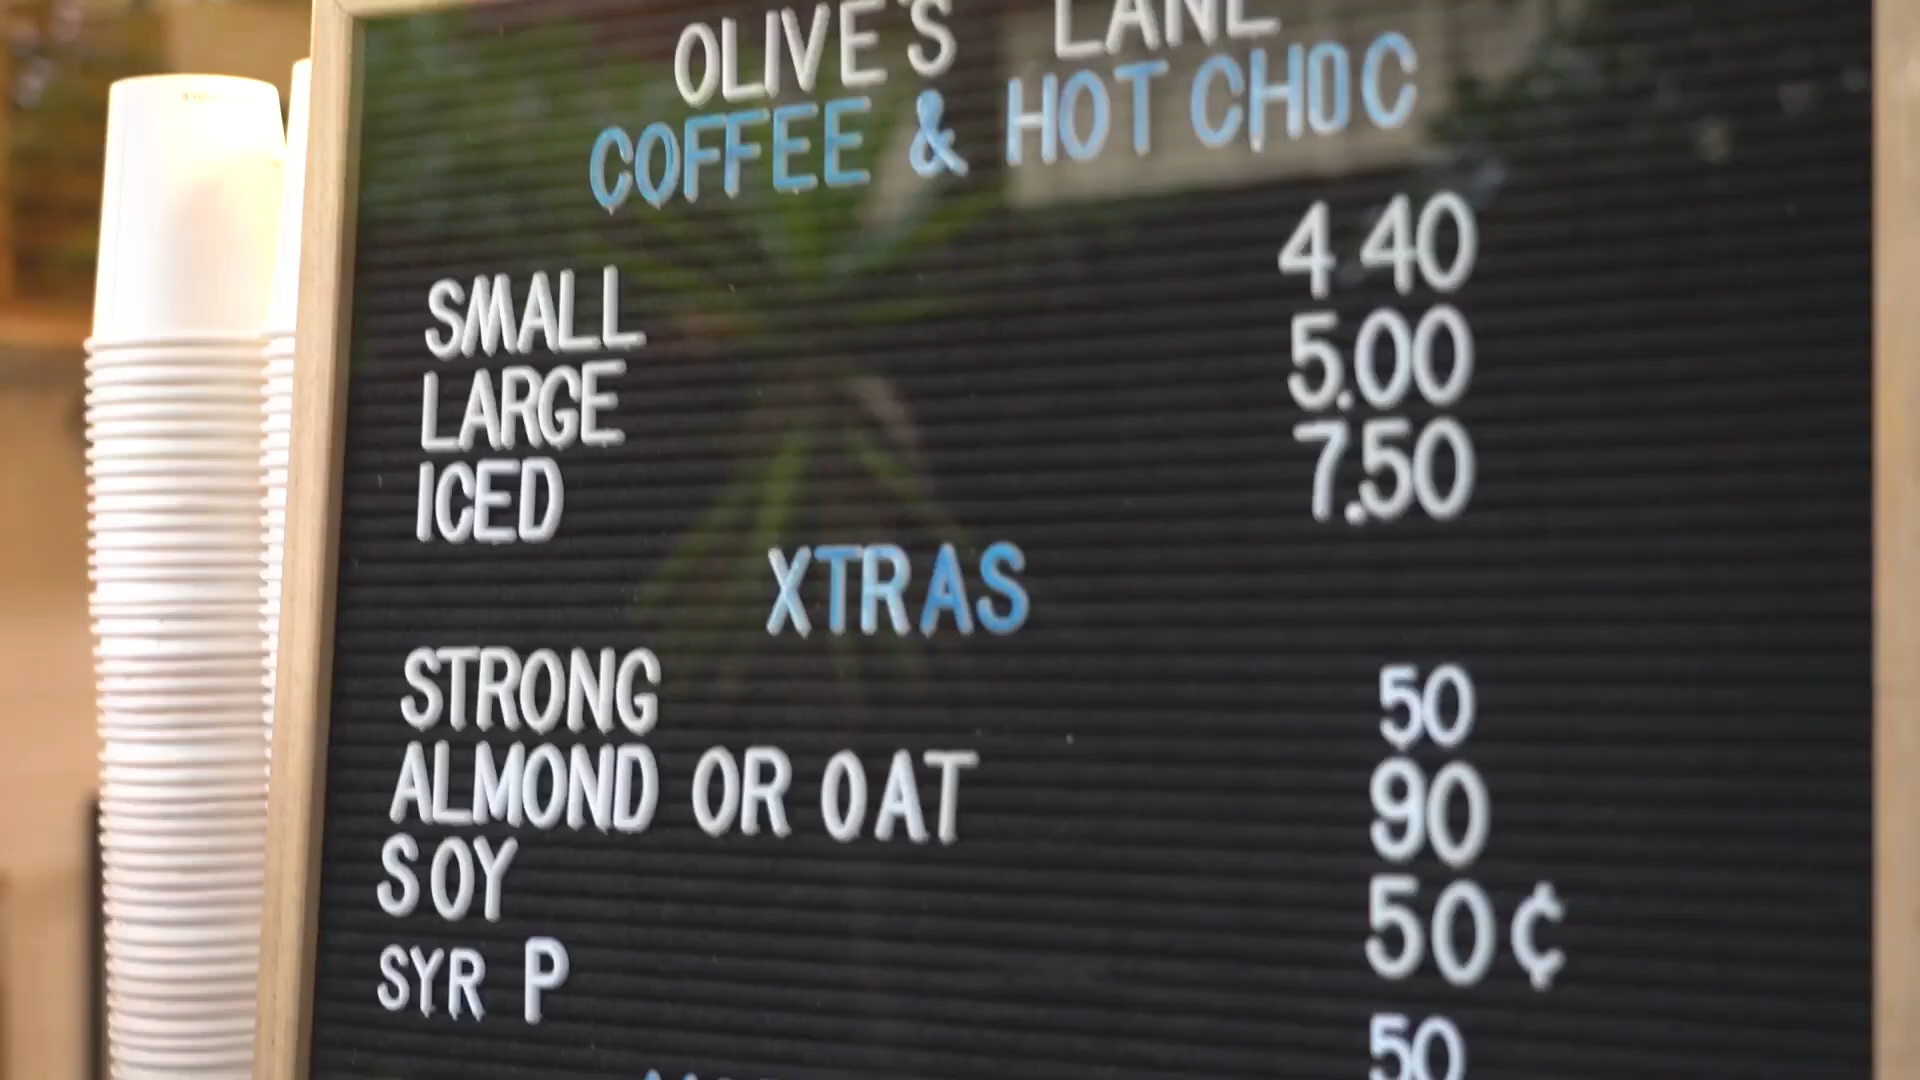 OLIVE'S LANE
COFFEE & HOT CHOC
SMALL 4 40
LARGE 5.00
ICED 7.50
XTRAS
STRONG 50
ALMOND OR OAT 90
SOY 50¢
SYR P 50